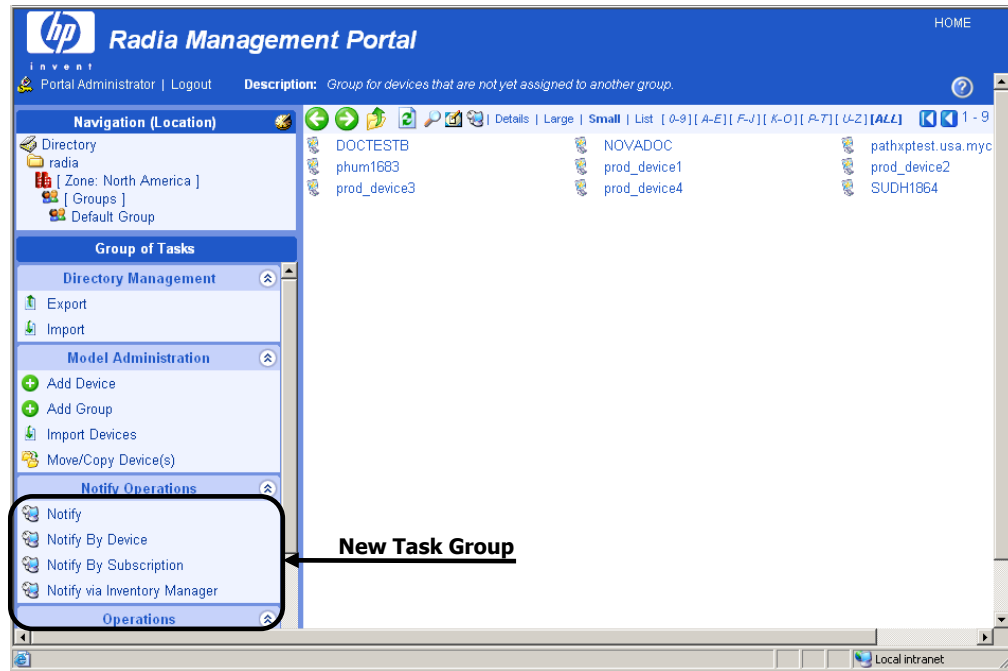 HOME
hp
invent
Radia Management Portal
Portal Administrator | Logout
Description: Group for devices that are not yet assigned to another group.
?
Navigation (Location)
Directory
radia
[ Zone: North America ]
[ Groups ]
Default Group
| Details | Large | Small | List [ 0-9 ] [ A-E ] [ F-J ] [ K-O ] [ P-T ] [ U-Z ] [ALL] 1 - 9
DOCTESTB
NOVADOC
pathxptest.usa.myc
phum1683
prod_device1
prod_device2
prod_device3
prod_device4
SUDH1864
Group of Tasks
Directory Management
Export
Import
Model Administration
Add Device
Add Group
Import Devices
Move/Copy Device(s)
Notify Operations
Notify
Notify By Device
Notify By Subscription
Notify via Inventory Manager
Operations
New Task Group
Local intranet